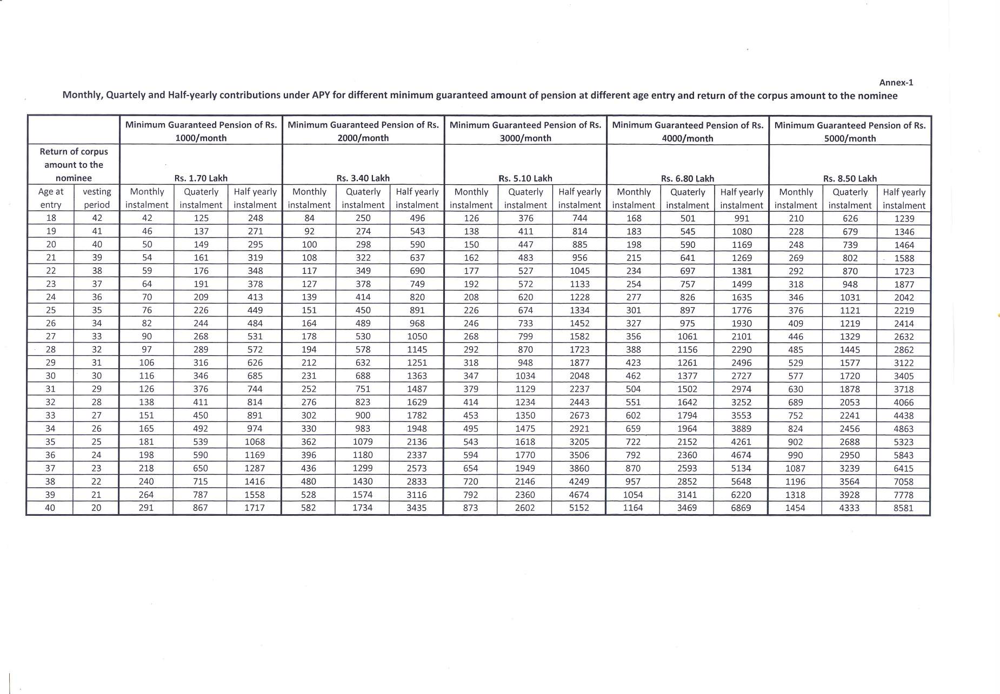 Annex-1
Monthly, Quartely and Half-yearly contributions under APY for different minimum guaranteed amount of pension at different age entry and return of the corpus amount to the nominee
Minimum Guaranteed Pension of Rs. 1000/month Minimum Guaranteed Pension of Rs. 2000/month Minimum Guaranteed Pension of Rs. 3000/month Minimum Guaranteed Pension of Rs. 4000/month Minimum Guaranteed Pension of Rs. 5000/month
Return of corpus amount to the nominee Rs. 1.70 Lakh Rs. 3.40 Lakh Rs. 5.10 Lakh Rs. 6.80 Lakh Rs. 8.50 Lakh
Age at entry vesting period Monthly instalment Quaterly instalment Half yearly instalment Monthly instalment Quaterly instalment Half yearly instalment Monthly instalment Quaterly instalment Half yearly instalment Monthly instalment Quaterly instalment Half yearly instalment Monthly instalment Quaterly instalment Half yearly instalment
18 42 42 125 248 84 250 496 126 376 744 168 501 991 210 626 1239
19 41 46 137 271 92 274 543 138 411 814 183 545 1080 228 679 1346
20 40 50 149 295 100 298 590 150 447 885 198 590 1169 248 739 1464
21 39 54 161 319 108 322 637 162 483 956 215 641 1269 269 802 1588
22 38 59 176 348 117 349 690 177 527 1045 234 697 1381 292 870 1723
23 37 64 191 378 127 378 749 192 572 1133 254 757 1499 318 948 1877
24 36 70 209 413 139 414 820 208 620 1228 277 826 1635 346 1031 2042
25 35 76 226 449 151 450 891 226 674 1334 301 897 1776 376 1121 2219
26 34 82 244 484 164 489 968 246 733 1452 327 975 1930 409 1219 2414
27 33 90 268 531 178 530 1050 268 799 1582 356 1061 2101 446 1329 2632
28 32 97 289 572 194 578 1145 292 870 1723 388 1156 2290 485 1445 2862
29 31 106 316 626 212 632 1251 318 948 1877 423 1261 2496 529 1577 3122
30 30 116 346 685 231 688 1363 347 1034 2048 462 1377 2727 577 1720 3405
31 29 126 376 744 252 751 1487 379 1129 2237 504 1502 2974 630 1878 3718
32 28 138 411 814 276 823 1629 414 1234 2443 551 1642 3252 689 2053 4066
33 27 151 450 891 302 900 1782 453 1350 2673 602 1794 3553 752 2241 4438
34 26 165 492 974 330 983 1948 495 1475 2921 659 1964 3889 824 2456 4863
35 25 181 539 1068 362 1079 2136 543 1618 3205 722 2152 4261 902 2688 5323
36 24 198 590 1169 396 1180 2337 594 1770 3506 792 2360 4674 990 2950 5843
37 23 218 650 1287 436 1299 2573 654 1949 3860 870 2593 5134 1087 3239 6415
38 22 240 715 1416 480 1430 2833 720 2146 4249 957 2852 5648 1196 3564 7058
39 21 264 787 1558 528 1574 3116 792 2360 4674 1054 3141 6220 1318 3928 7778
40 20 291 867 1717 582 1734 3435 873 2602 5152 1164 3469 6869 1454 4333 8581